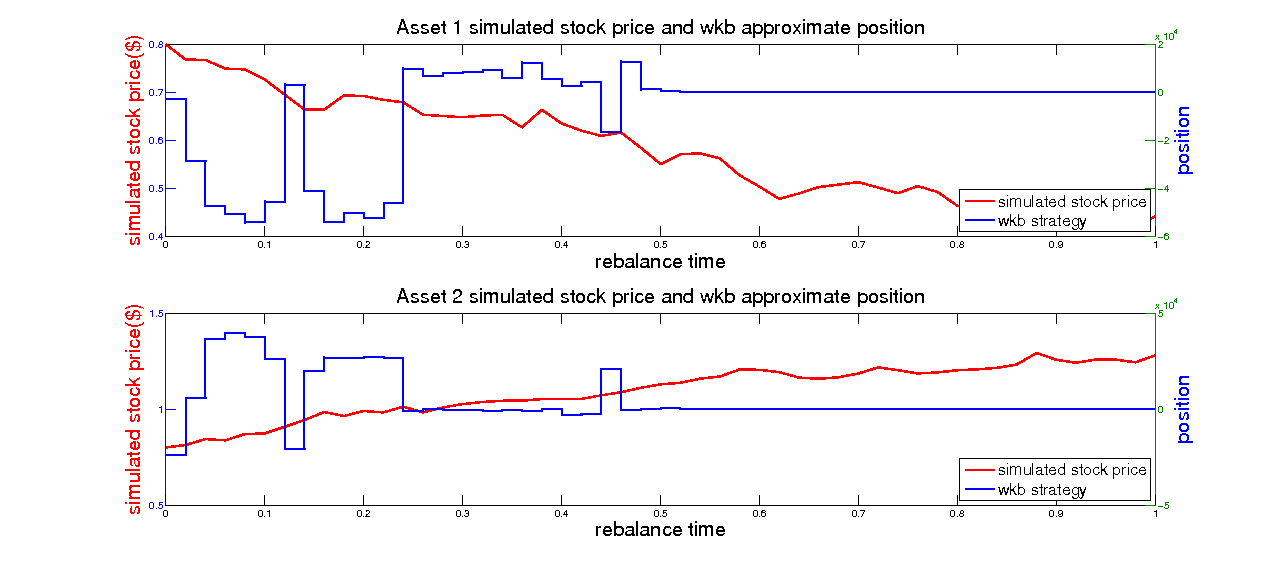 Asset 1 simulated stock price and wkb approximate position
x 10^4
simulated stock price($)
0.8
0.7
0.6
0.5
0.4
2
0
−2
−4
−6
position
simulated stock price
wkb strategy
0 0.1 0.2 0.3 0.4 0.5 0.6 0.7 0.8 0.9 1
rebalance time
Asset 2 simulated stock price and wkb approximate position
x 10^4
simulated stock price($)
1.5
1
0.5
5
0
−5
position
simulated stock price
wkb strategy
0 0.1 0.2 0.3 0.4 0.5 0.6 0.7 0.8 0.9 1
rebalance time